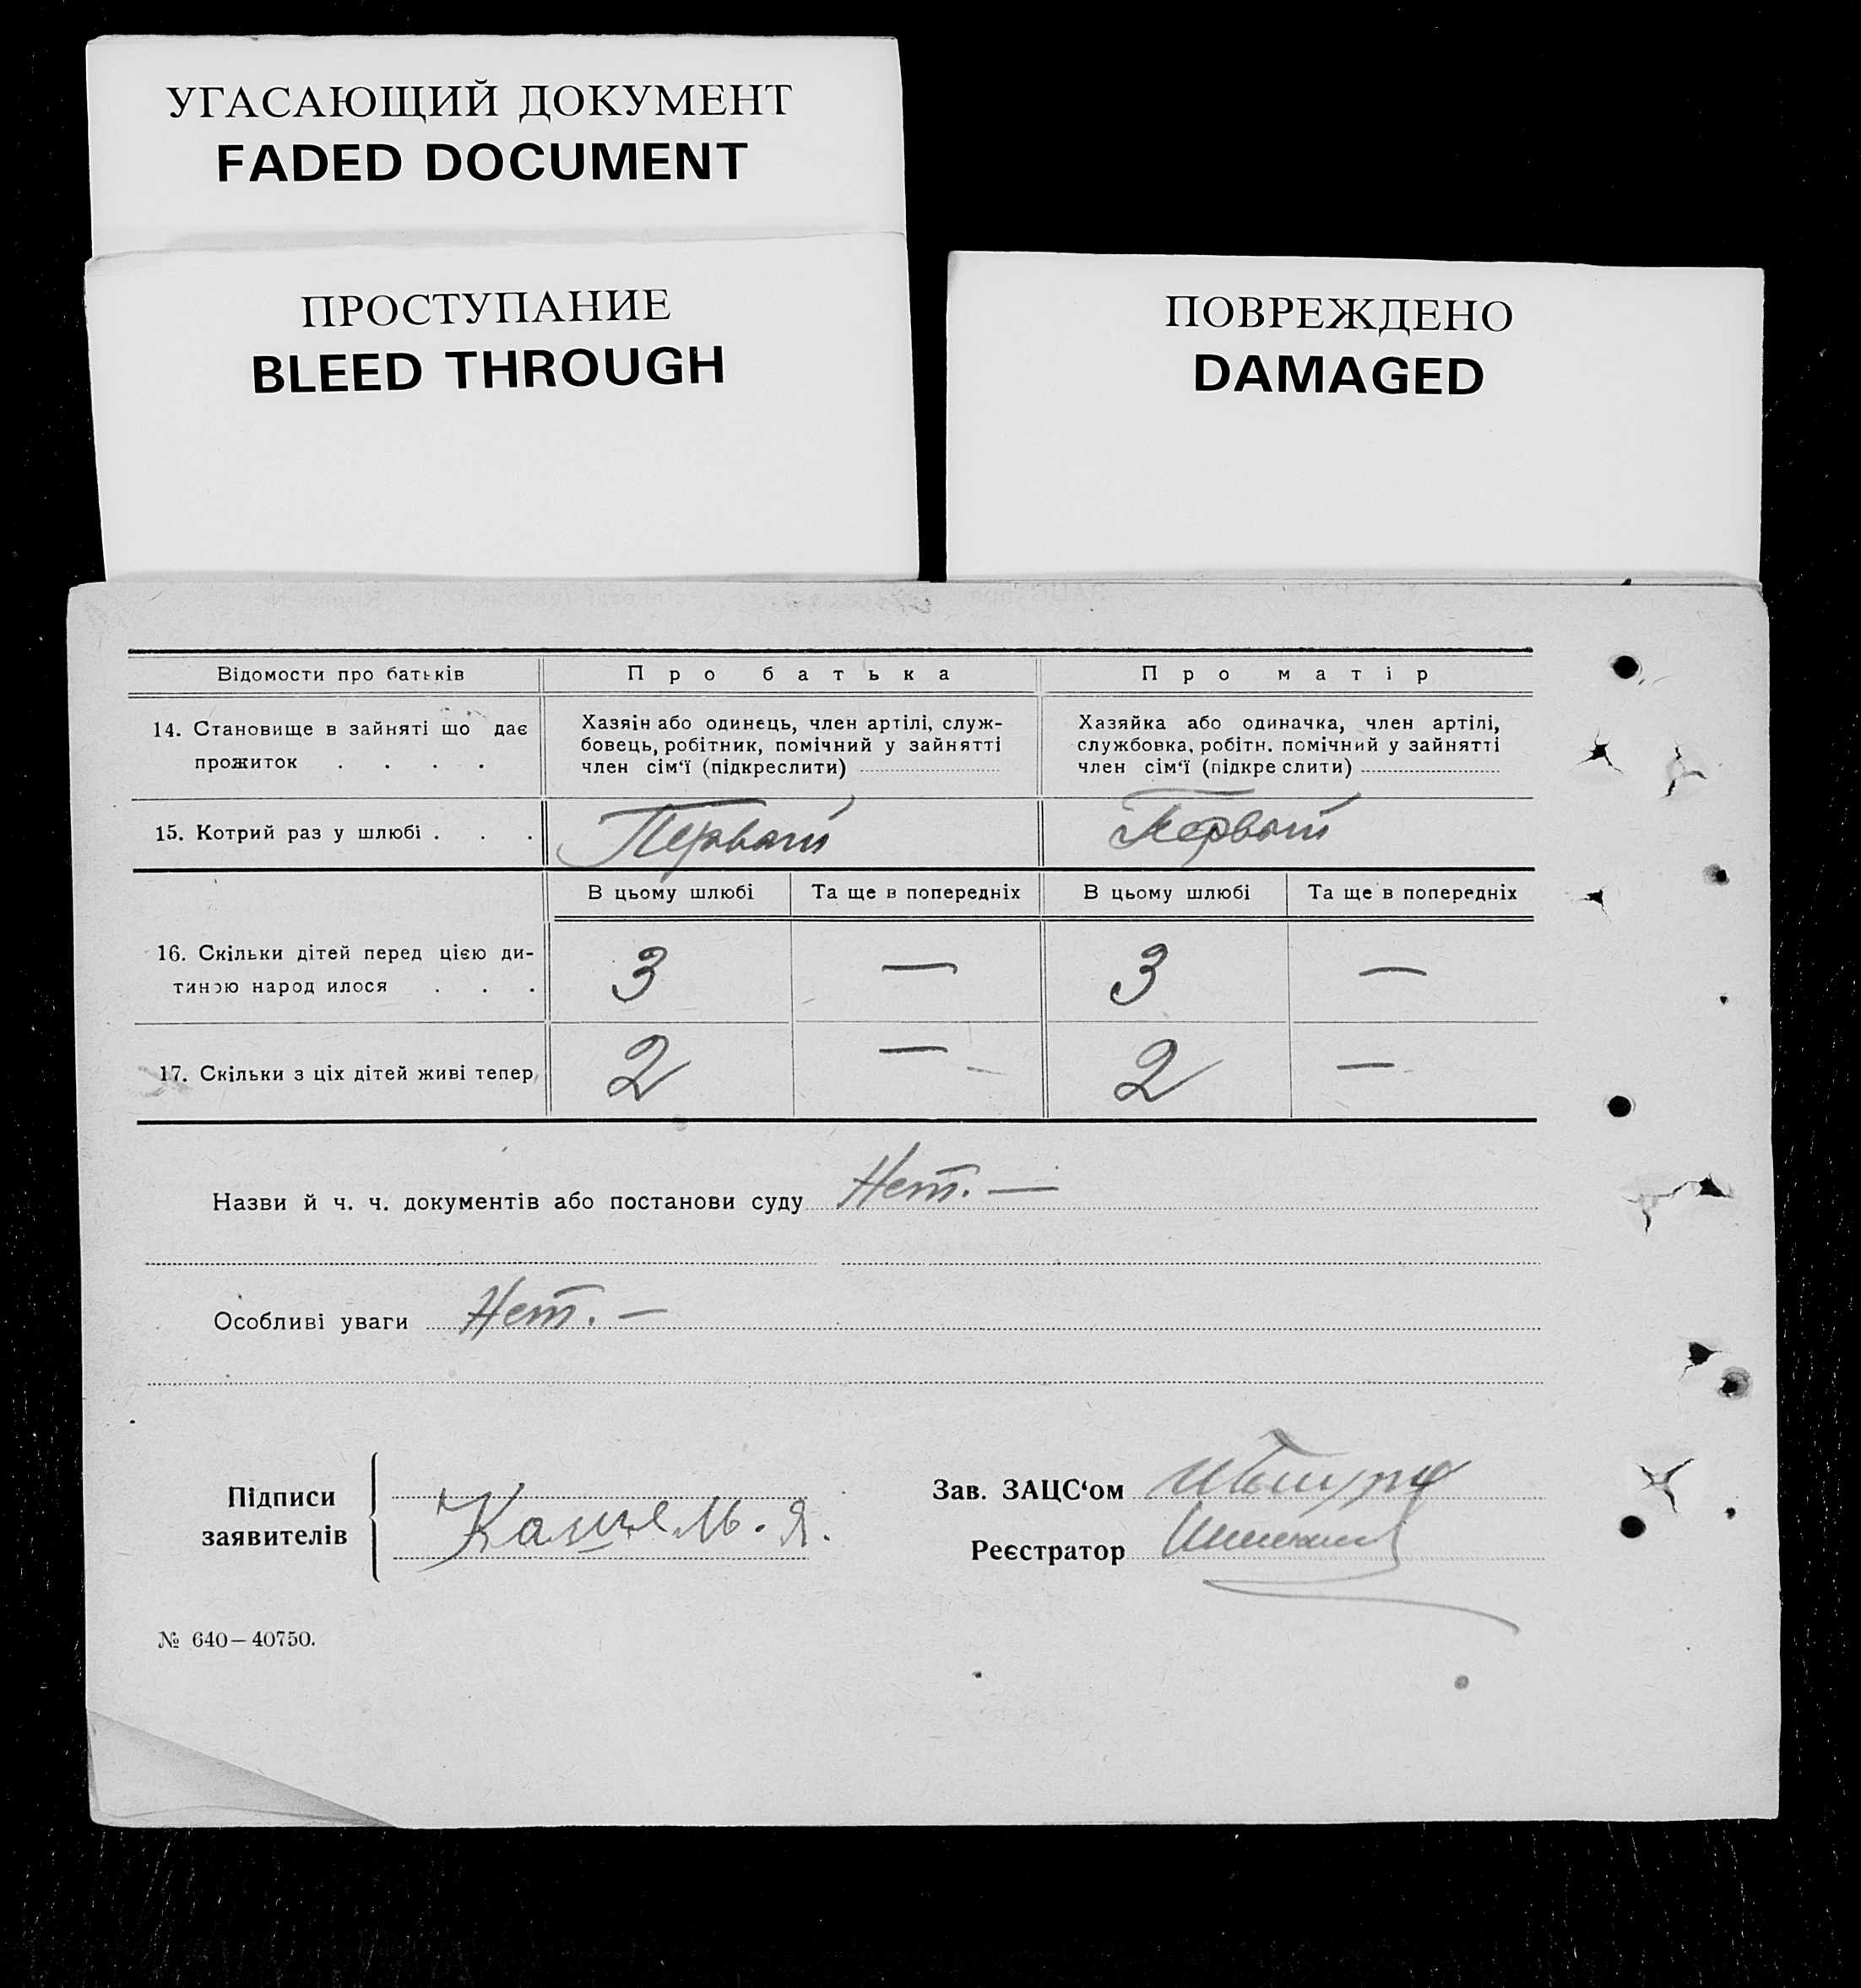 УГАСАЮЩИЙ ДОКУМЕНТ
FADED DOCUMENT
ПРОСТУПАНИЕ
BLEED THROUGH
ПОВРЕЖДЕНО
DAMAGED
Відомости про батьків
Про батька
Про матір
14. Становище в зайняті що дає
прожиток . . . .
Хазяін або одинець, член артілі, служ-
бовець, робітник, помічний у зайнятті
член сім‘ї (підкреслити)
Хазяйка або одиначка, член артілі,
службовка, робітн. помічний у зайнятті
член сім‘ї (підкреслити)
15. Котрий раз у шлюбі . . .
Первый
Первый
В цьому шлюбі
Та ще в попередніх
В цьому шлюбі
Та ще в попередніх
16. Скільки дітей перед цією ди-
тиною народилося . . .
3
—
3
—
17. Скільки з ціх дітей живі тепер
2
—
2
—
Назви й ч. ч. документів або постанови суду Нет. —
Особливі уваги Нет. —
Підписи
заявителів
Зав. ЗАЦС‘ом
Реєстратор
№ 640—40750.